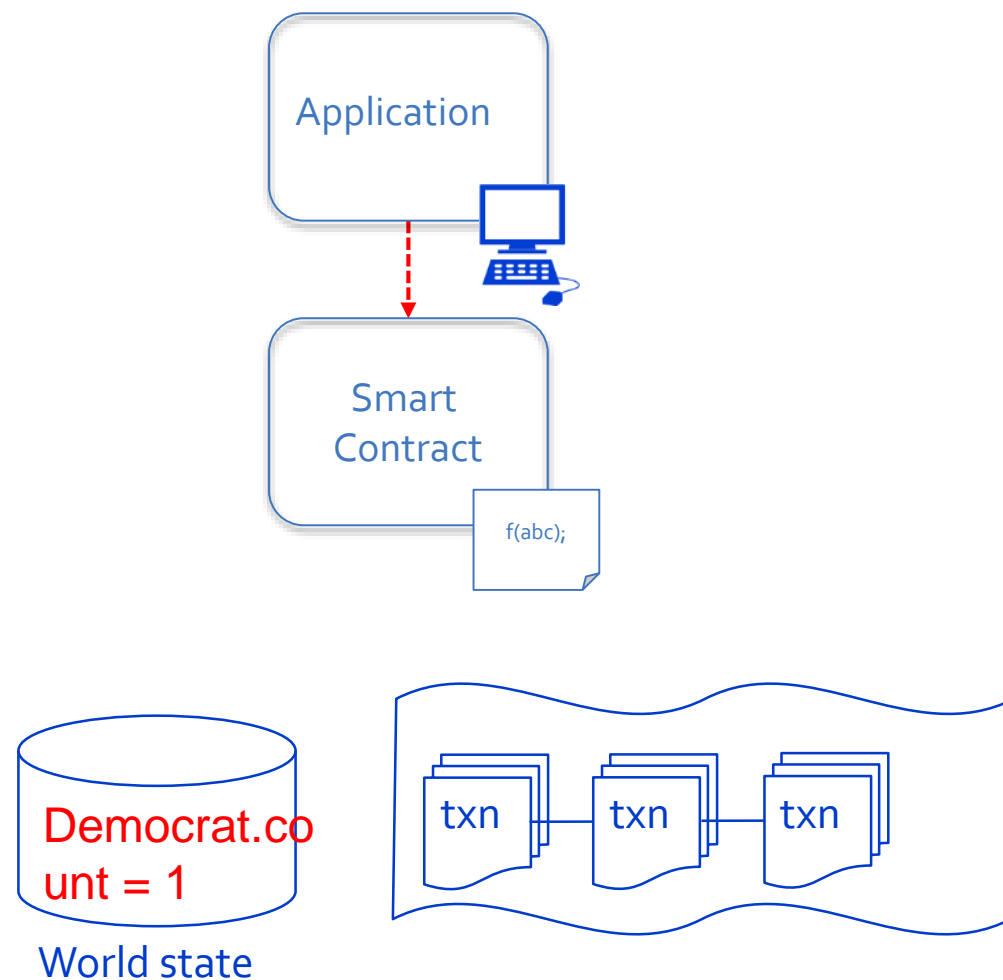 Application
Smart
Contract
f(abc);
Democrat.co
unt = 1
World state
txn
txn
txn